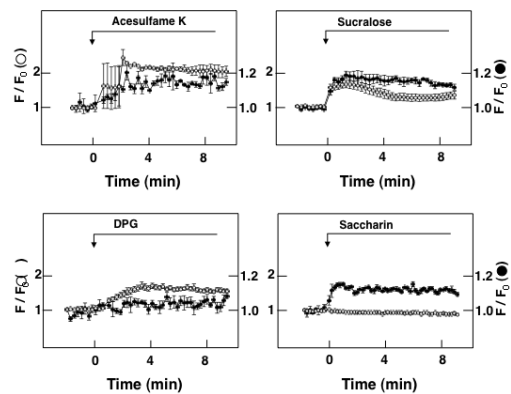 Acesulfame K
Sucralose
F / F0 (○)
2
1
1.2
1.0
2
1
1.2
1.0
F / F0 (●)
0 4 8
0 4 8
Time (min)
Time (min)
DPG
Saccharin
F / F0( )
2
1
1.2
1.0
2
1
1.2
1.0
F / F0 (●)
0 4 8
0 4 8
Time (min)
Time (min)